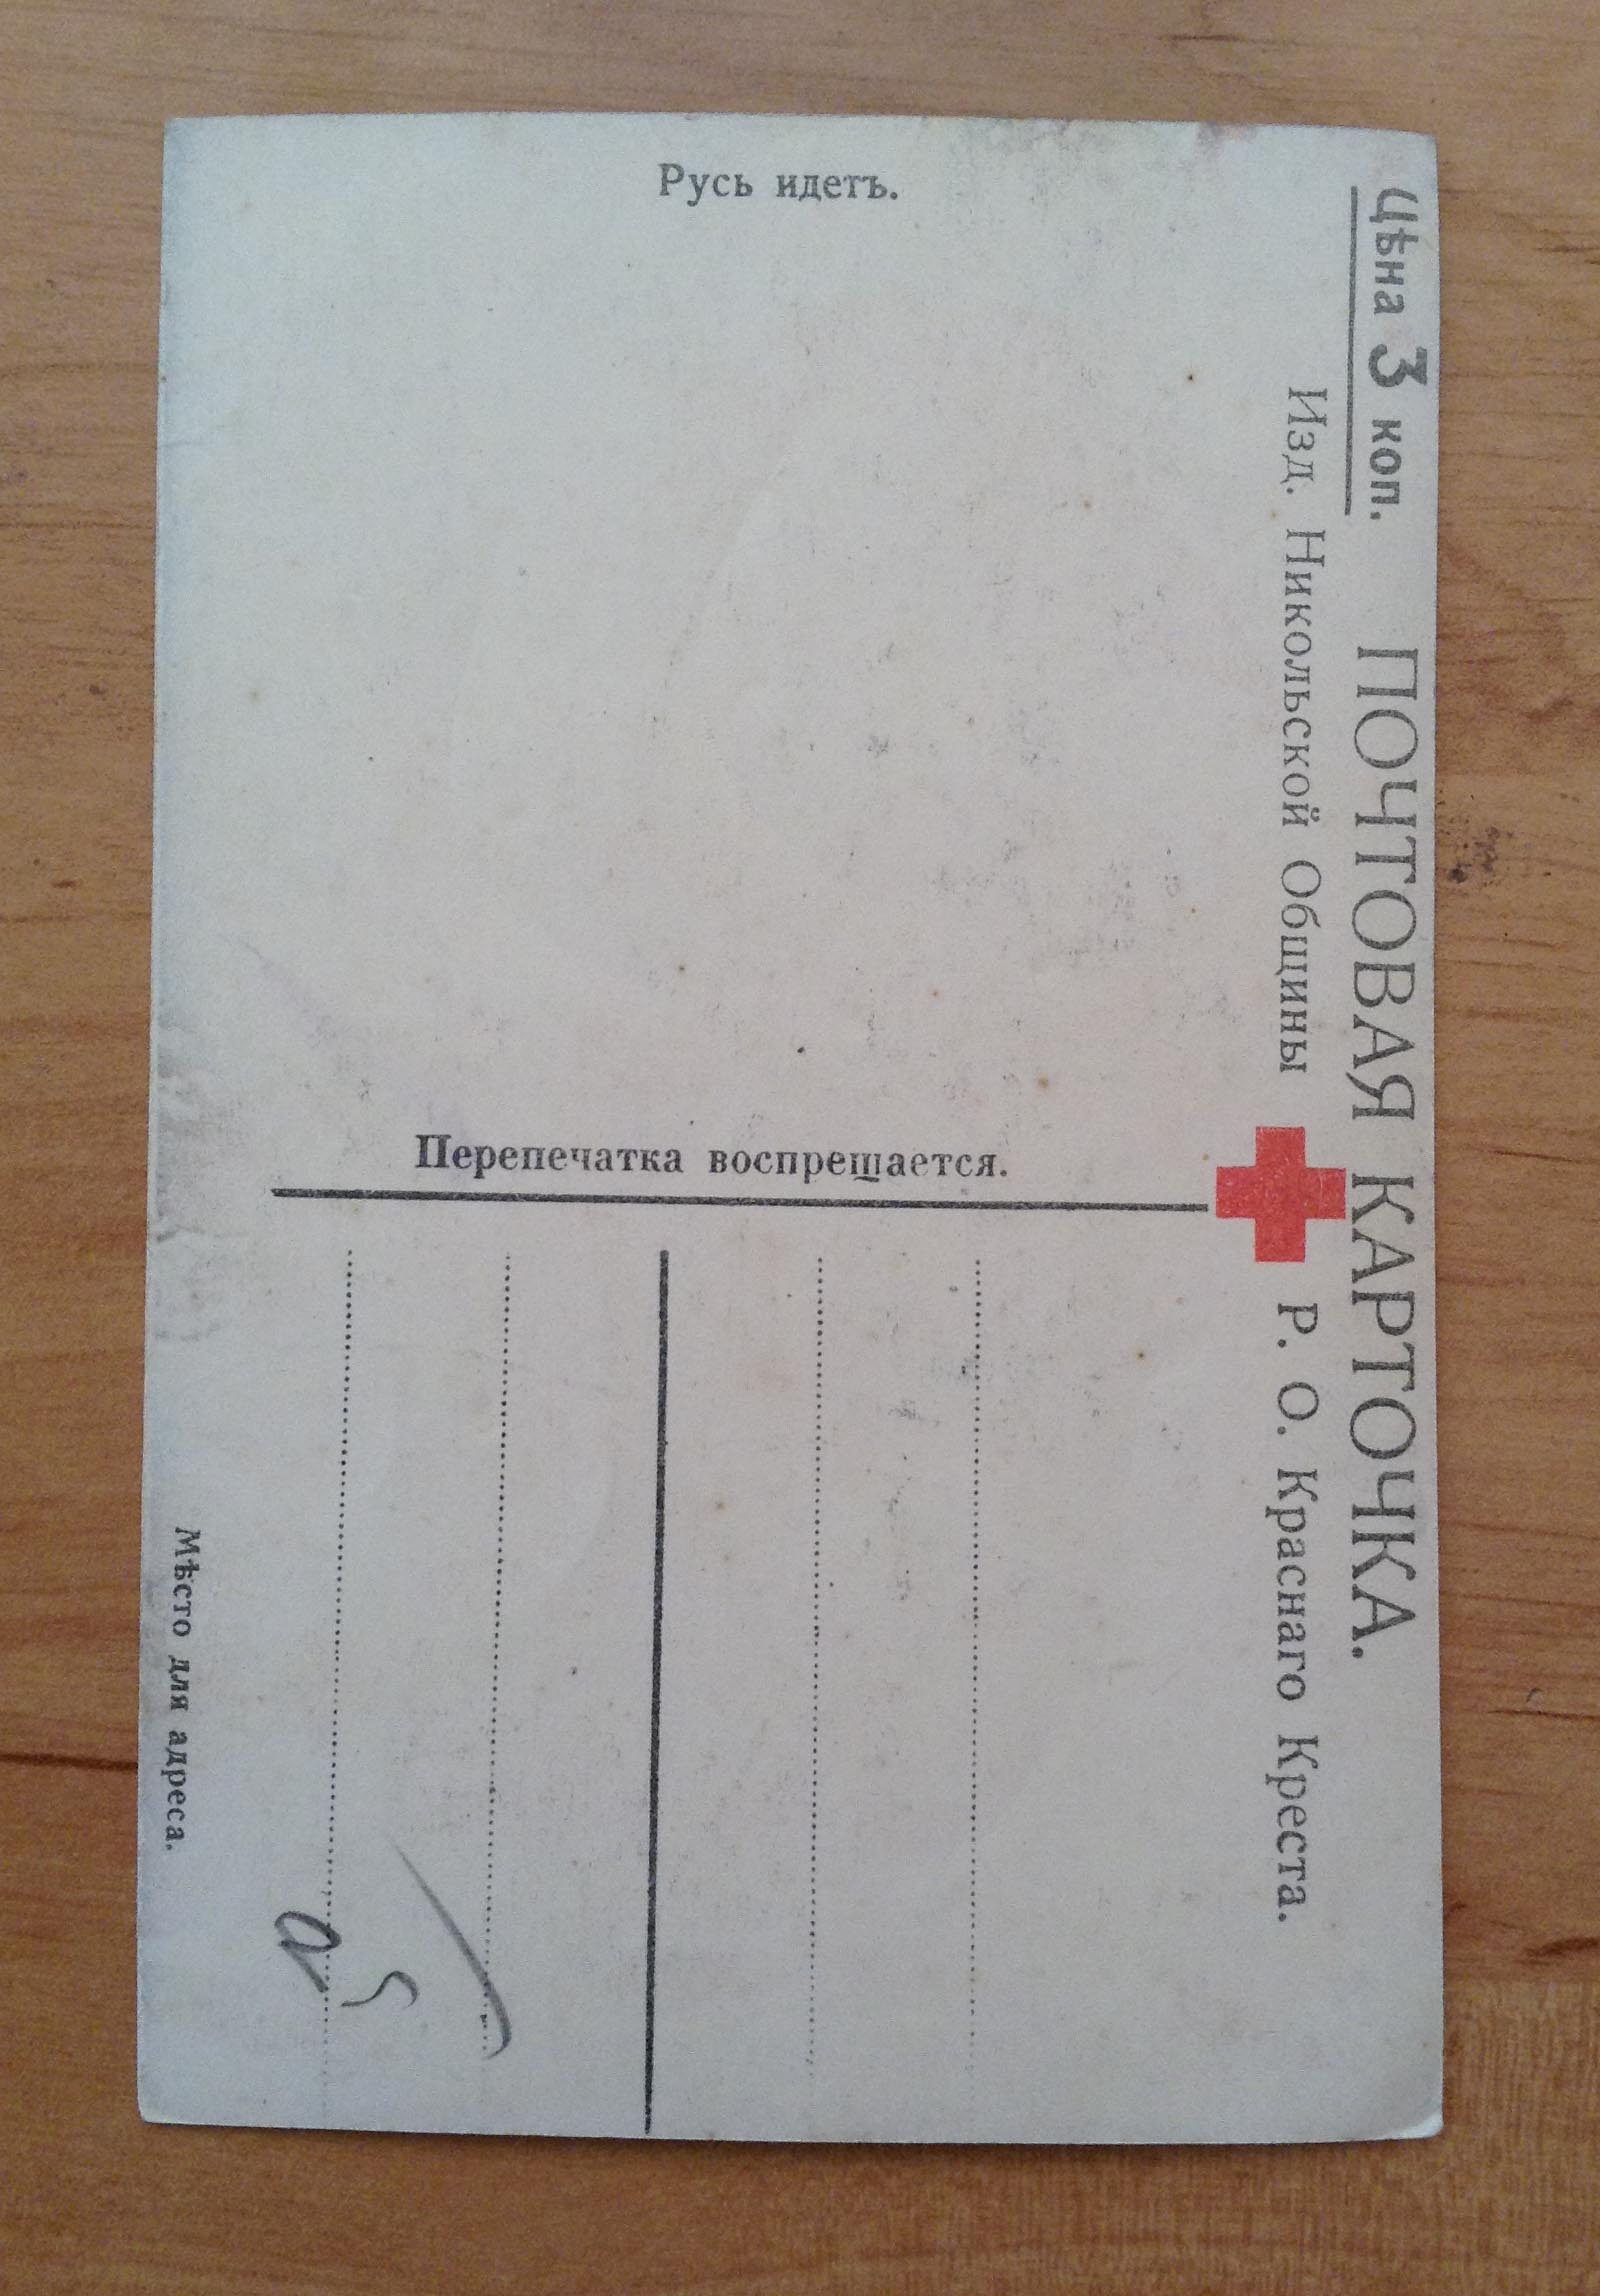 Цѣна 3 коп.
ПОЧТОВАЯ КАРТОЧКА.
Изд. Никольской Общины Р. О. Краснаго Креста.
Русь идетъ.
Перепечатка воспрещается.
Мѣсто для адреса.